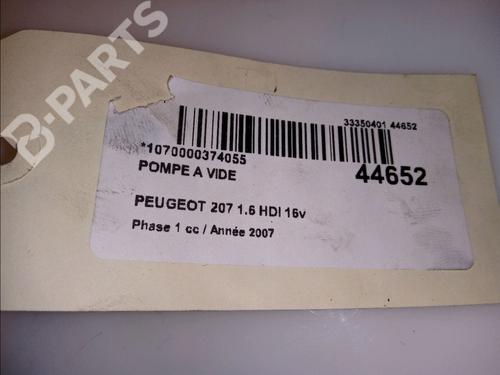 B-PARTS
33350401 44652
*1070000374055
44652
POMPE A VIDE
PEUGEOT 207 1.6 HDI 16v
Phase 1 cc / Année 2007